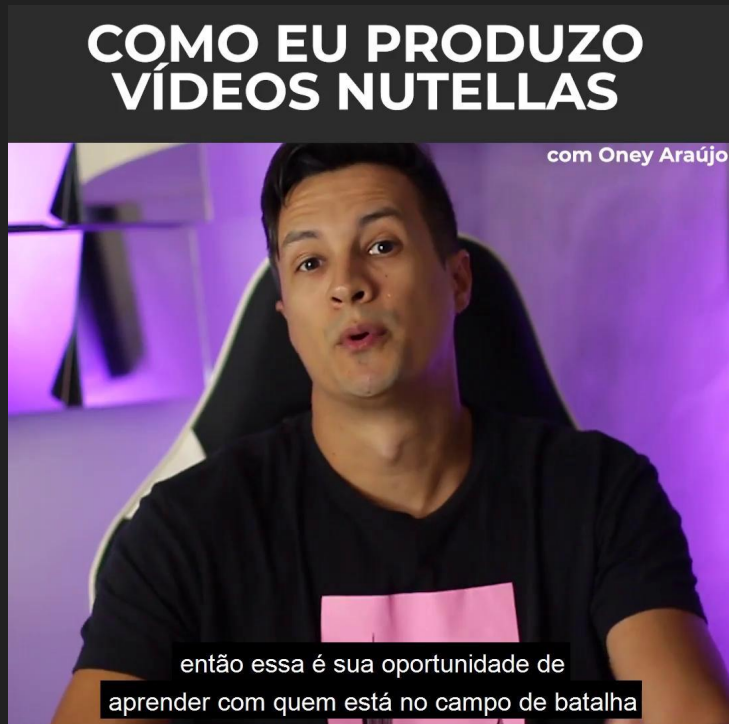 COMO EU PRODUZO
VÍDEOS NUTELLAS
com Oney Araújo
então essa é sua oportunidade de
aprender com quem está no campo de batalha